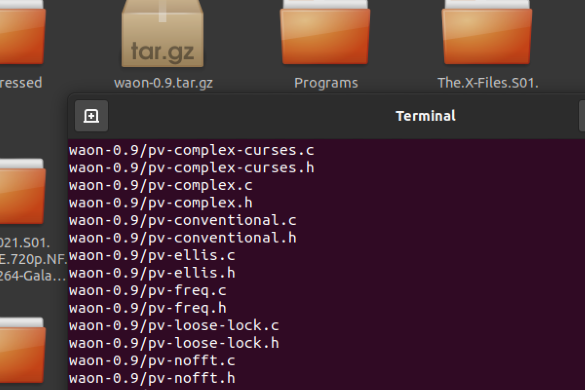 tar.gz
ressed
waon-0.9.tar.gz
Programs
The.X-Files.S01.
Terminal
021.S01.
E.720p.NF.
264-Gala...
waon-0.9/pv-complex-curses.c
waon-0.9/pv-complex-curses.h
waon-0.9/pv-complex.c
waon-0.9/pv-complex.h
waon-0.9/pv-conventional.c
waon-0.9/pv-conventional.h
waon-0.9/pv-ellis.c
waon-0.9/pv-ellis.h
waon-0.9/pv-freq.c
waon-0.9/pv-freq.h
waon-0.9/pv-loose-lock.c
waon-0.9/pv-loose-lock.h
waon-0.9/pv-nofft.c
waon-0.9/pv-nofft.h